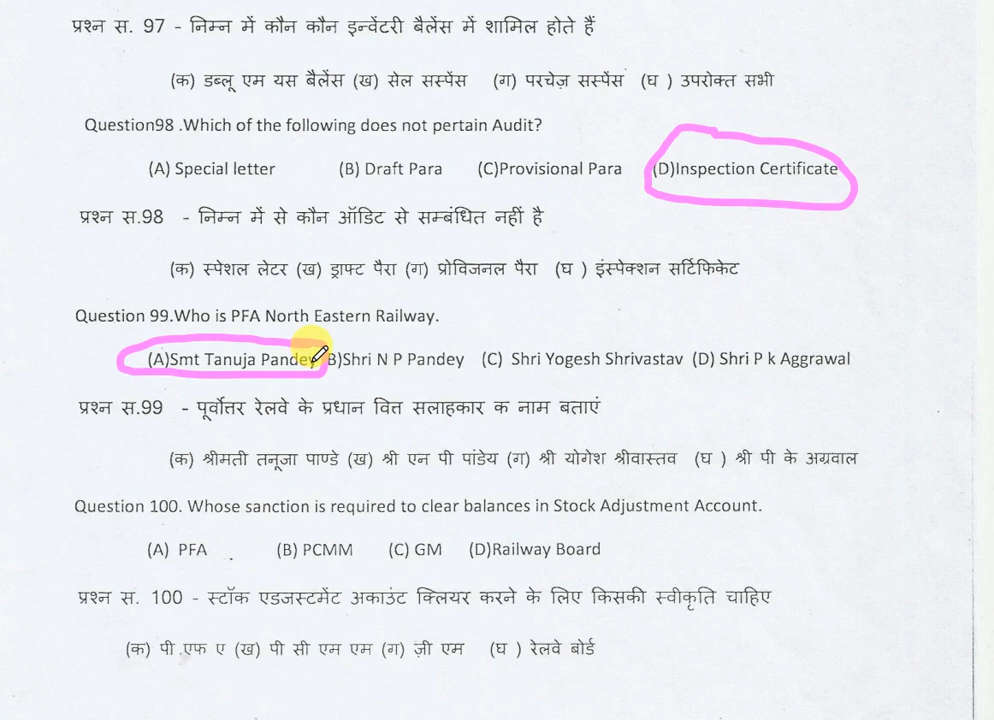 प्रश्न स. 97 - निम्न में कौन कौन इन्वेंटरी बैलेंस में शामिल होते हैं
(क) डब्लू एम यस बैलेंस (ख) सेल सस्पेंस (ग) परचेज़ सस्पेंस (घ ) उपरोक्त सभी
Question98 .Which of the following does not pertain Audit?
(A) Special letter (B) Draft Para (C)Provisional Para (D)Inspection Certificate
प्रश्न स.98 - निम्न में से कौन ऑडिट से सम्बंधित नहीं है
(क) स्पेशल लेटर (ख) ड्राफ्ट पैरा (ग) प्रोविजनल पैरा (घ ) इंस्पेक्शन सर्टिफिकेट
Question 99.Who is PFA North Eastern Railway.
(A)Smt Tanuja Pandey B)Shri N P Pandey (C) Shri Yogesh Shrivastav (D) Shri P k Aggrawal
प्रश्न स.99 - पूर्वोत्तर रेलवे के प्रधान वित्त सलाहकार क नाम बताएं
(क) श्रीमती तनूजा पाण्डे (ख) श्री एन पी पांडेय (ग) श्री योगेश श्रीवास्तव (घ ) श्री पी के अग्रवाल
Question 100. Whose sanction is required to clear balances in Stock Adjustment Account.
(A) PFA (B) PCMM (C) GM (D)Railway Board
प्रश्न स. 100 - स्टॉक एडजस्टमेंट अकाउंट क्लियर करने के लिए किसकी स्वीकृति चाहिए
(क) पी एफ ए (ख) पी सी एम एम (ग) ज़ी एम (घ ) रेलवे बोर्ड